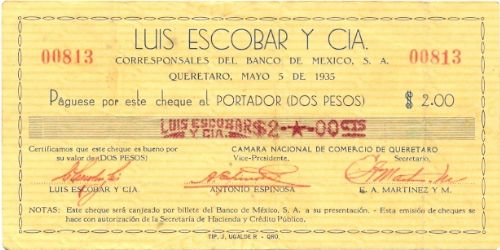 LUIS ESCOBAR Y CIA.
00813 00813
CORRESPONSALES DEL BANCO DE MEXICO, S. A.
QUERETARO, MAYO 5 DE 1935
Páguese por este cheque al PORTADOR (DOS PESOS) $ 2.00
LUIS ESCOBAR Y CIA. $2-★-00 CTS
Certificamos que este cheque es bueno por
su valor de (DOS PESOS)
CAMARA NACIONAL DE COMERCIO DE QUERETARO
Vice-Presidente. Secretario,
LUIS ESCOBAR Y CIA ANTONIO ESPINOSA E. A. MARTINEZ Y M.
NOTAS: Este cheque será canjeado por billete del Banco de México, S. A. a su presentación. - Esta emisión de cheques se
hace con autorización de la Secretaría de Hacienda y Crédito Público.
TIP. J. UGALDE R - QRO.